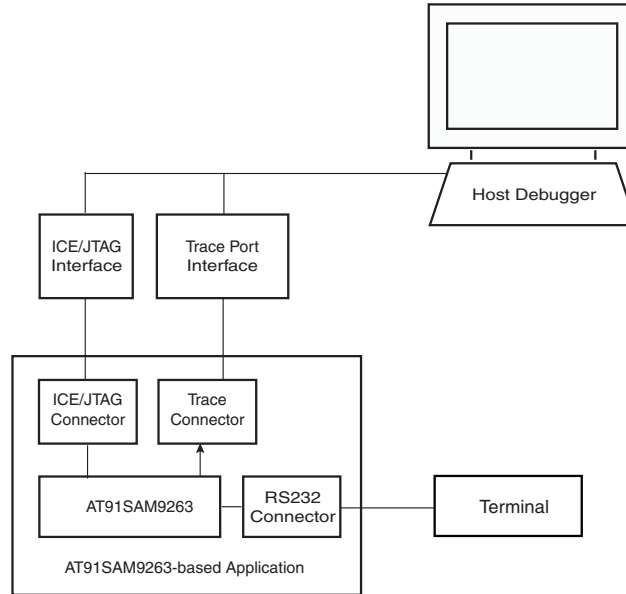 Host Debugger
ICE/JTAG
Interface
Trace Port
Interface
ICE/JTAG
Connector
Trace
Connector
AT91SAM9263
RS232
Connector
Terminal
AT91SAM9263-based Application